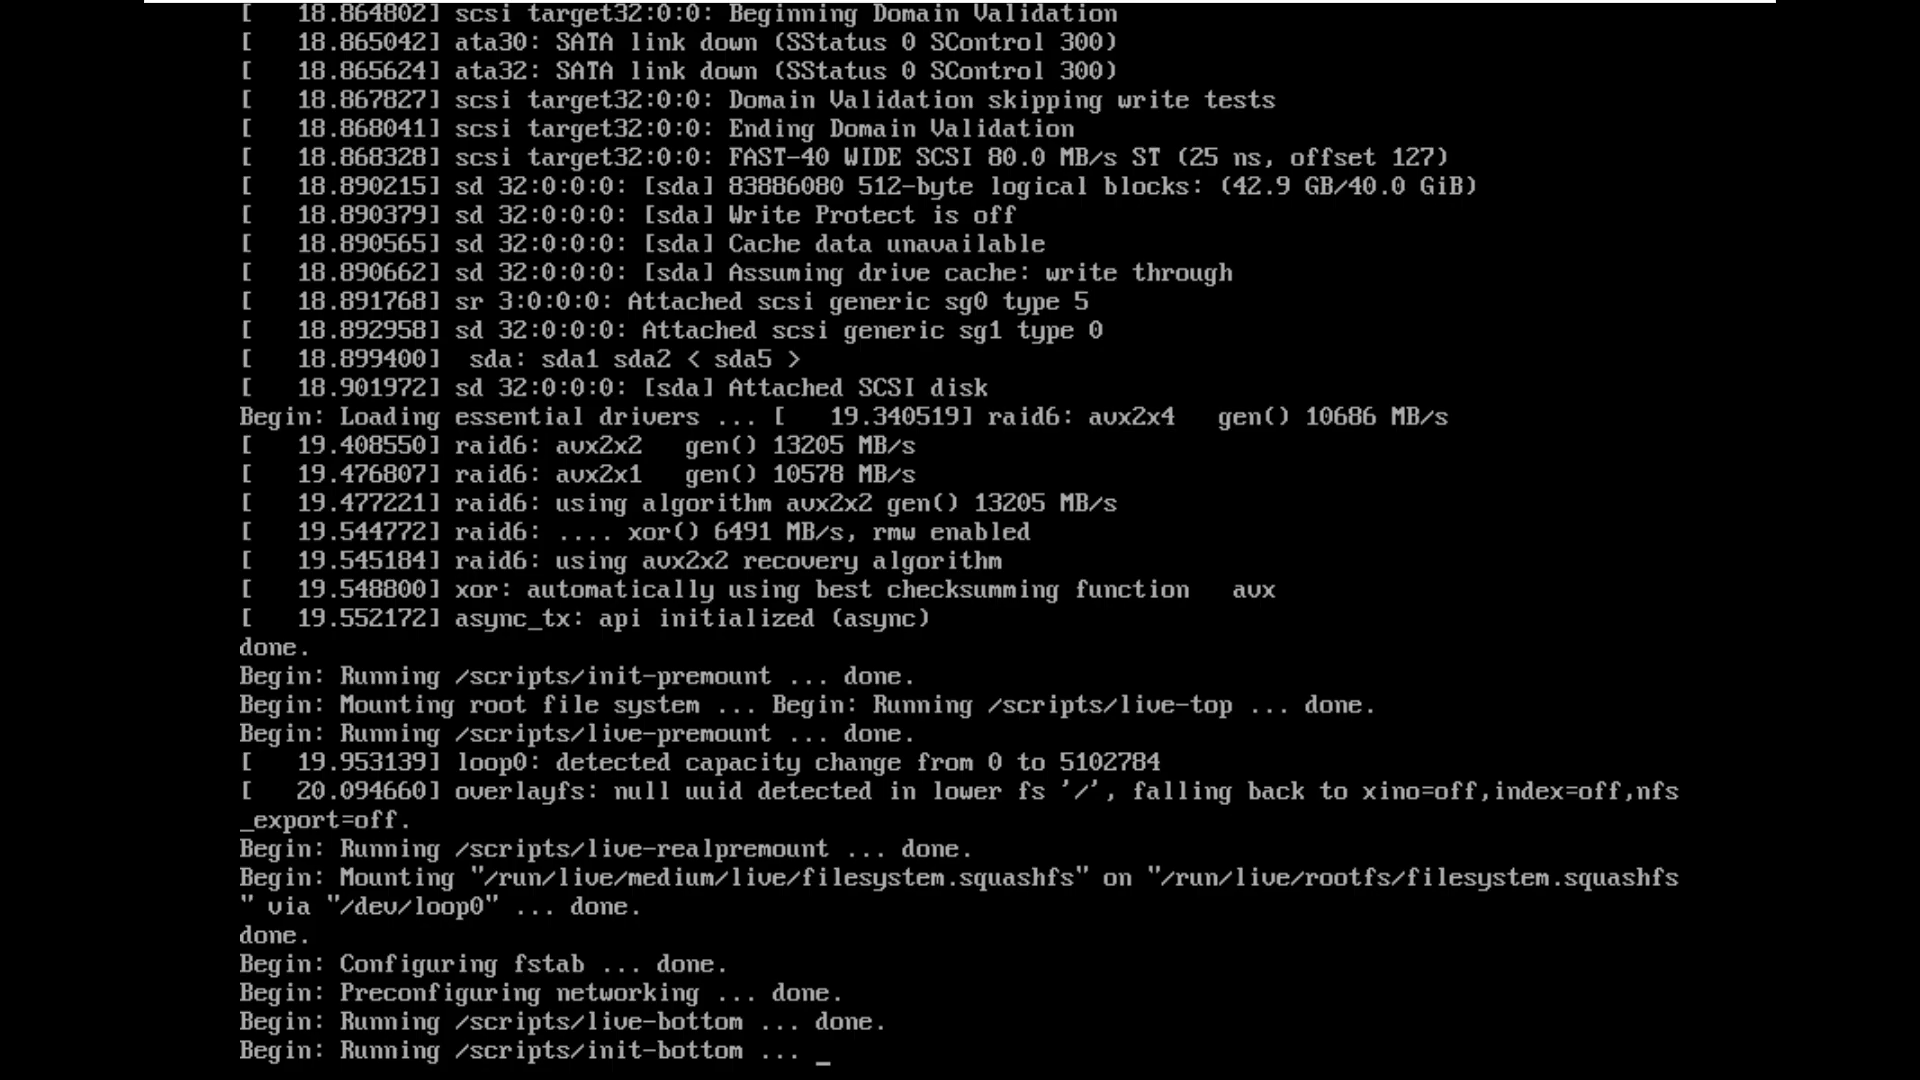 [   18.864802] scsi target32:0:0: Beginning Domain Validation
[   18.865042] ata30: SATA link down (SStatus 0 SControl 300)
[   18.865624] ata32: SATA link down (SStatus 0 SControl 300)
[   18.867827] scsi target32:0:0: Domain Validation skipping write tests
[   18.868041] scsi target32:0:0: Ending Domain Validation
[   18.868328] scsi target32:0:0: FAST-40 WIDE SCSI 80.0 MB/s ST (25 ns, offset 127)
[   18.890215] sd 32:0:0:0: [sda] 83886080 512-byte logical blocks: (42.9 GB/40.0 GiB)
[   18.890379] sd 32:0:0:0: [sda] Write Protect is off
[   18.890565] sd 32:0:0:0: [sda] Cache data unavailable
[   18.890662] sd 32:0:0:0: [sda] Assuming drive cache: write through
[   18.891768] sr 3:0:0:0: Attached scsi generic sg0 type 5
[   18.892958] sd 32:0:0:0: Attached scsi generic sg1 type 0
[   18.899400]  sda: sda1 sda2 < sda5 >
[   18.901972] sd 32:0:0:0: [sda] Attached SCSI disk
Begin: Loading essential drivers ... [   19.340519] raid6: avx2x4   gen() 10686 MB/s
[   19.408550] raid6: avx2x2   gen() 13205 MB/s
[   19.476807] raid6: avx2x1   gen() 10578 MB/s
[   19.477221] raid6: using algorithm avx2x2 gen() 13205 MB/s
[   19.544772] raid6: .... xor() 6491 MB/s, rmw enabled
[   19.545184] raid6: using avx2x2 recovery algorithm
[   19.548800] xor: automatically using best checksumming function   avx
[   19.552172] async_tx: api initialized (async)
done.
Begin: Running /scripts/init-premount ... done.
Begin: Mounting root file system ... Begin: Running /scripts/live-top ... done.
Begin: Running /scripts/live-premount ... done.
[   19.953139] loop0: detected capacity change from 0 to 5102784
[   20.094660] overlayfs: null uuid detected in lower fs '/', falling back to xino=off,index=off,nfs
_export=off.
Begin: Running /scripts/live-realpremount ... done.
Begin: Mounting "/run/live/medium/live/filesystem.squashfs" on "/run/live/rootfs/filesystem.squashfs
" via "/dev/loop0" ... done.
done.
Begin: Configuring fstab ... done.
Begin: Preconfiguring networking ... done.
Begin: Running /scripts/live-bottom ... done.
Begin: Running /scripts/init-bottom ... _